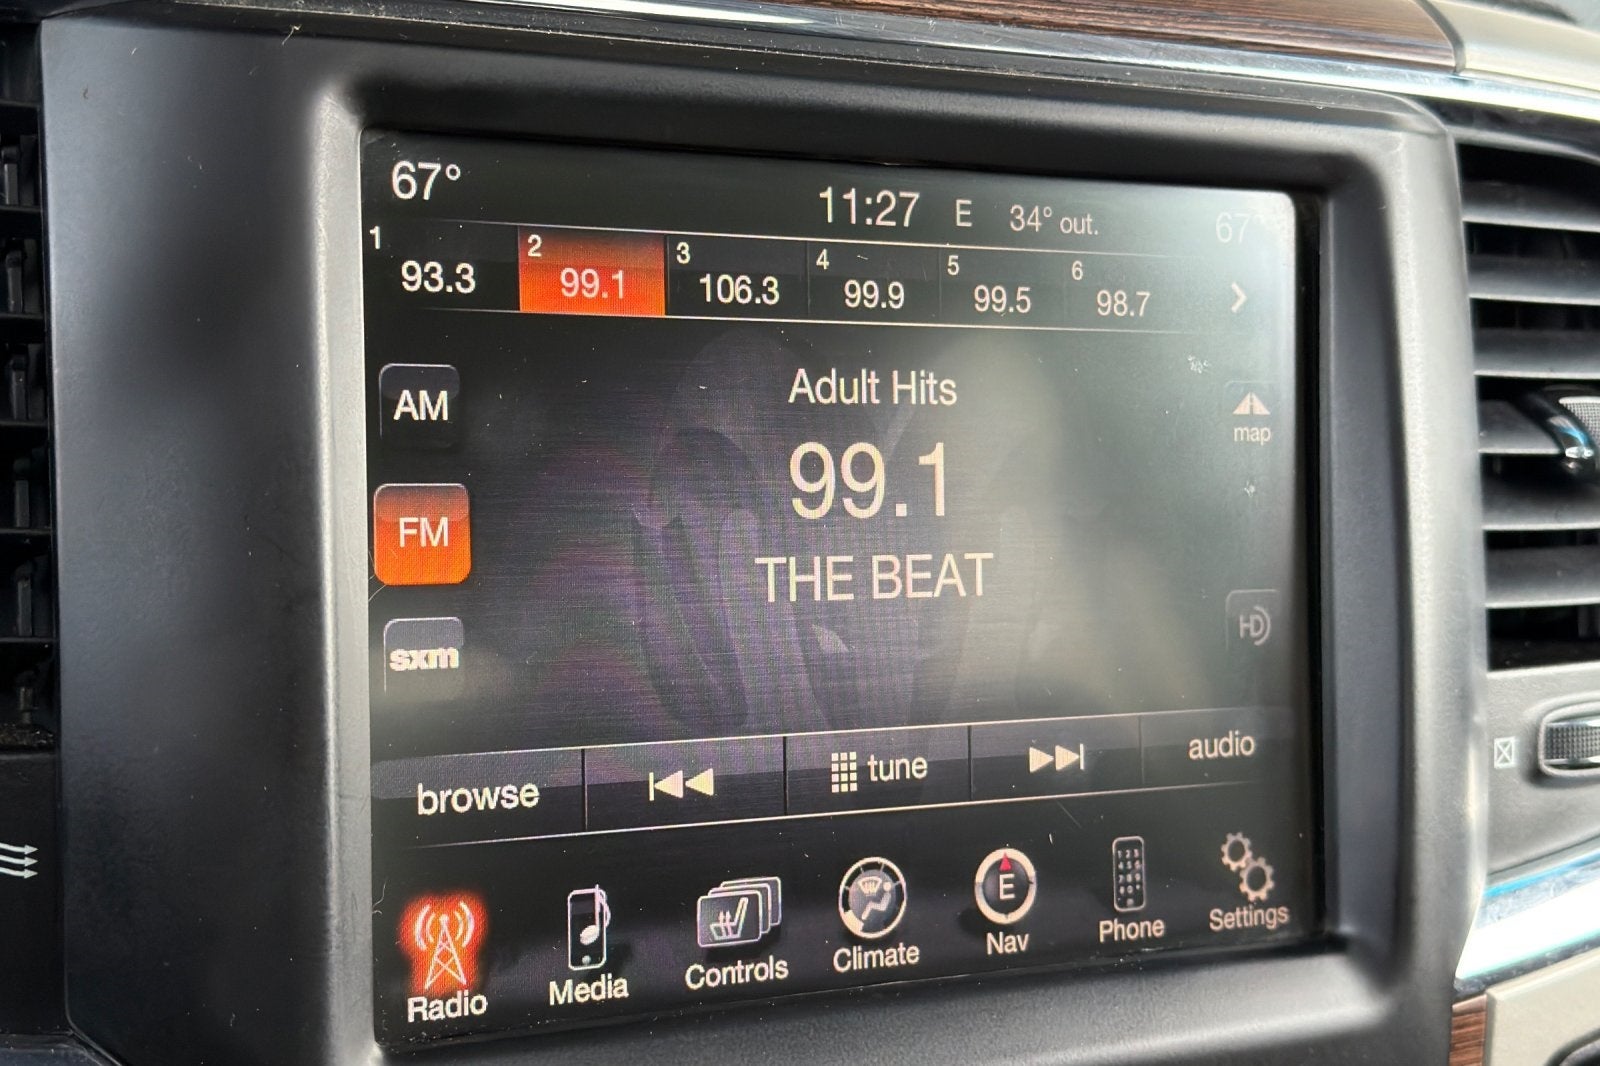 67°
11:27 E 34° out. 67°
1 93.3
2 99.1
3 106.3
4 99.9
5 99.5
6 98.7
AM
Adult Hits
map
99.1
FM
THE BEAT
HD
sxm
browse
tune
audio
Radio
Media
Controls
Climate
E
Nav
Phone
Settings